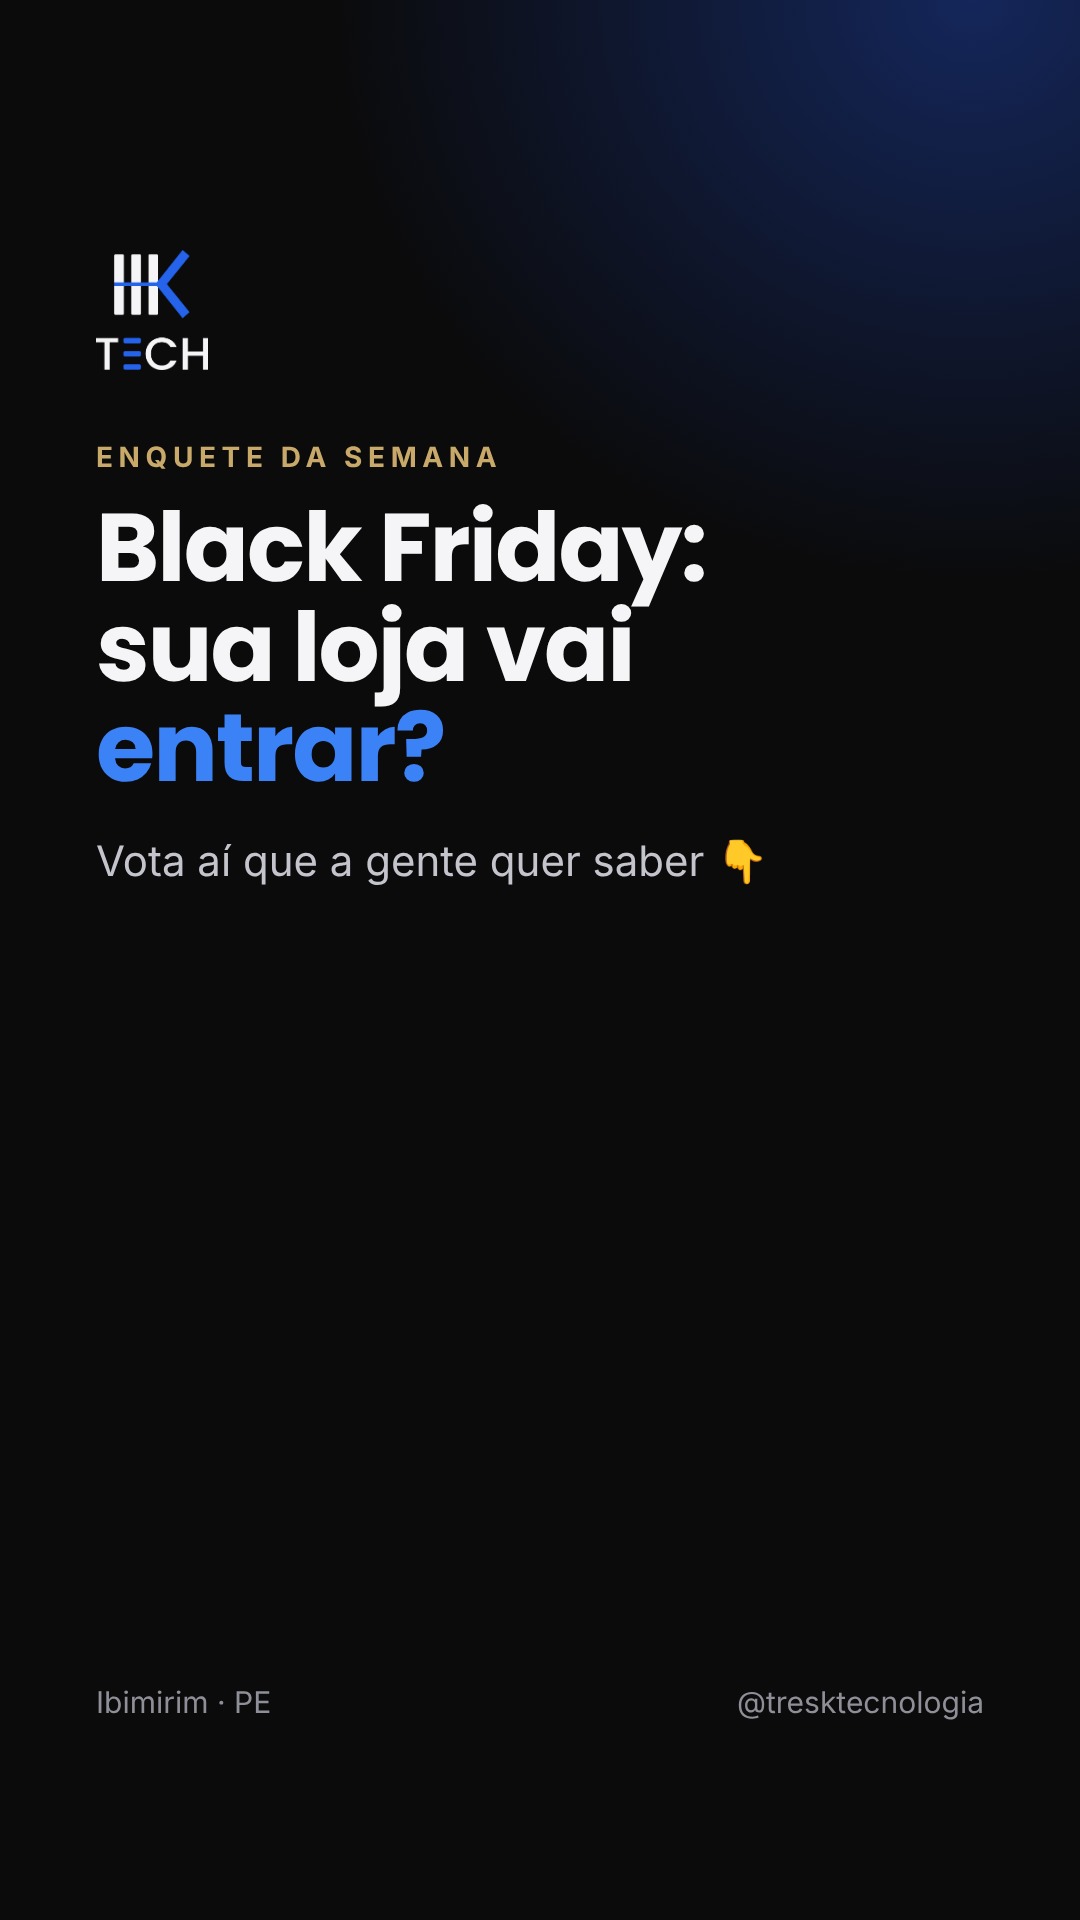 TECH
ENQUETE DA SEMANA
Black Friday:
sua loja vai
entrar?
Vota aí que a gente quer saber 👇
Ibimirim · PE
@tresktecnologia